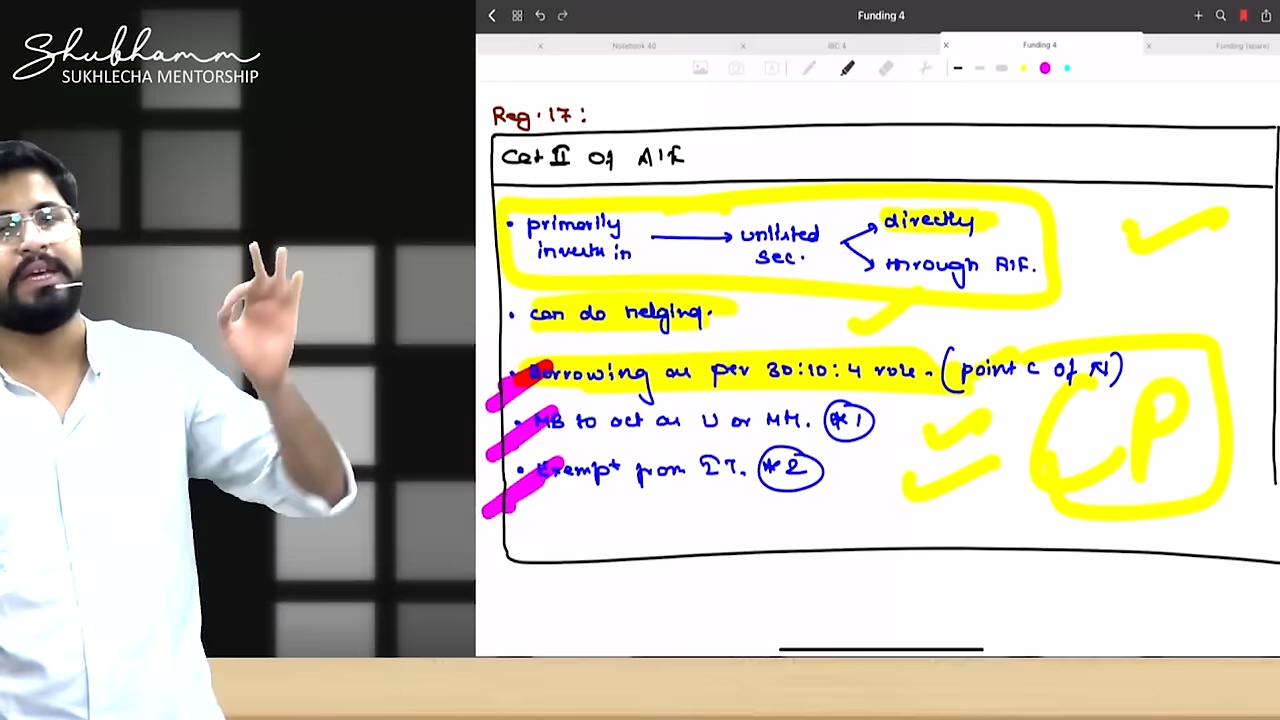 Shubhamm
SUKHLECHA MENTORSHIP
Funding 4
Notebook 40
IBC 4
Funding 4
Funding (spare)
Reg. 17:
Cat II of AIF
• primarily invests in → unlisted sec. directly
through AIF.
• can do hedging.
• Borrowing as per 30:10:4 rule. (point c of
• MB to act as U or MM. *1
• Exempt from IT. *2
CP